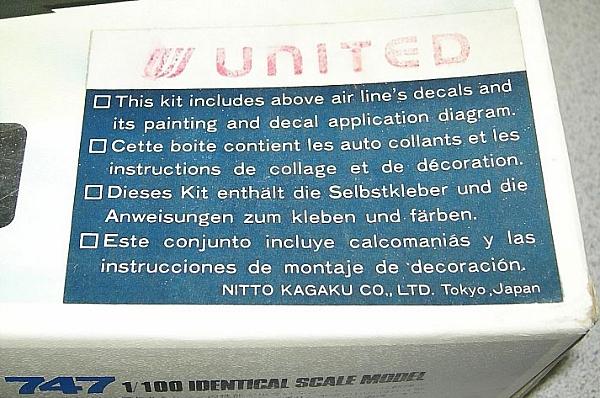 UNITED
☐ This kit includes above air line's decals and
its painting and decal application diagram.
☐ Cette boite contient les auto collants et les
instructions de collage et de décoration.
☐ Dieses Kit enthält die Selbstkleber und die
Anweisungen zum kleben und färben.
☐ Este conjunto incluye calcomaniás y las
instrucciones de montaje de decoración.
NITTO KAGAKU CO., LTD. Tokyo, Japan
747 1/100 IDENTICAL SCALE MODEL